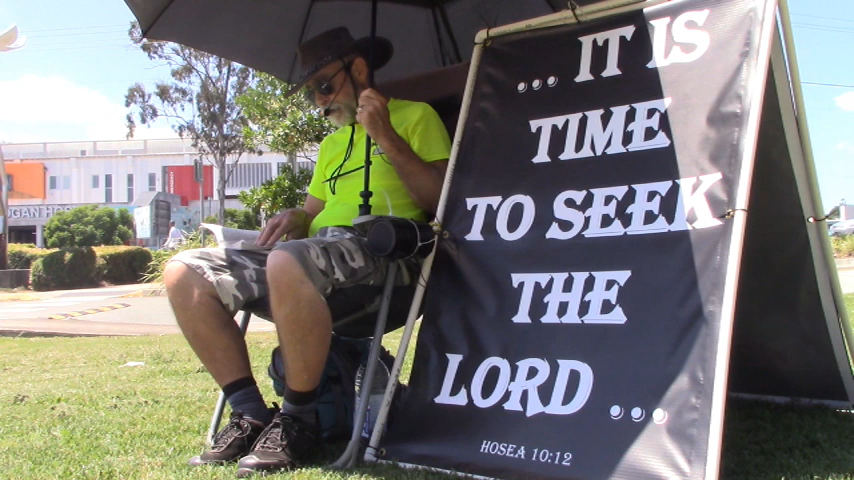 ... IT IS
TIME
TO SEEK
THE
LORD ...
HOSEA 10:12